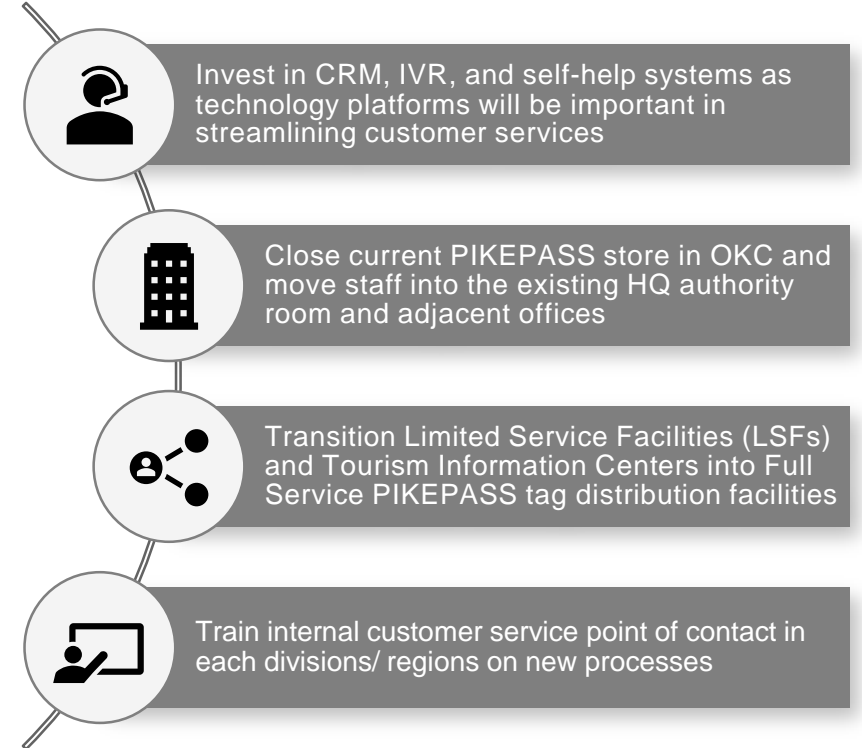 Invest in CRM, IVR, and self-help systems as
technology platforms will be important in
streamlining customer services
Close current PIKEPASS store in OKC and
move staff into the existing HQ authority
room and adjacent offices
Transition Limited Service Facilities (LSFs)
and Tourism Information Centers into Full
Service PIKEPASS tag distribution facilities
Train internal customer service point of contact in
each divisions/ regions on new processes